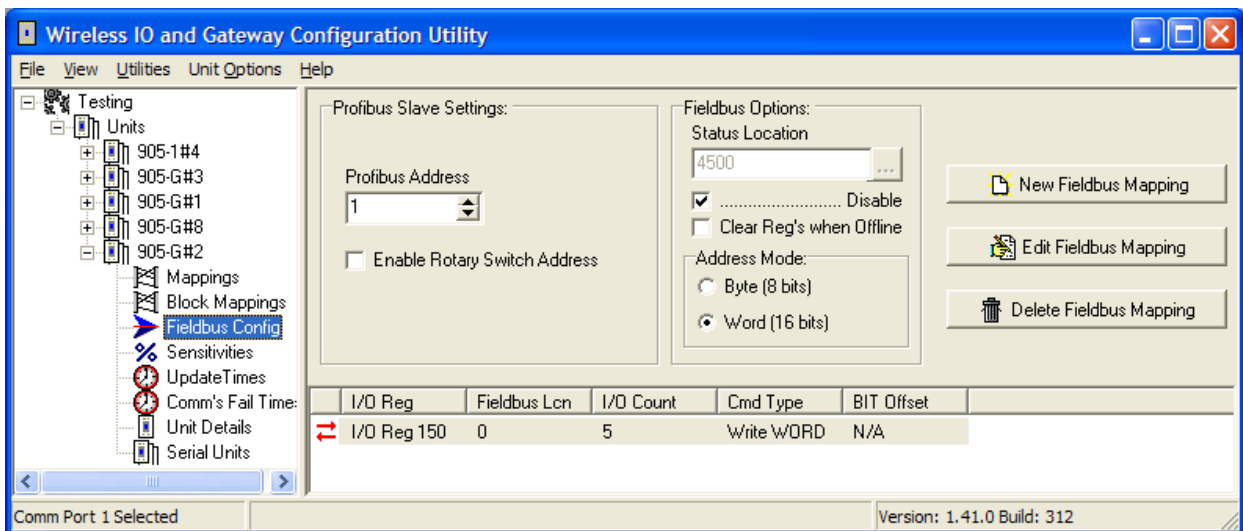 Wireless IO and Gateway Configuration Utility
File View Utilities Unit Options Help
Testing
Units
905-1#4
905-G#3
905-G#1
905-G#8
905-G#2
Mappings
Block Mappings
Fieldbus Config
Sensitivities
UpdateTimes
Comm's Fail Time:
Unit Details
Serial Units
Profibus Slave Settings:
Profibus Address
1
Enable Rotary Switch Address
Fieldbus Options:
Status Location
4500
...
........................ Disable
Clear Reg's when Offline
Address Mode:
Byte (8 bits)
Word (16 bits)
New Fieldbus Mapping
Edit Fieldbus Mapping
Delete Fieldbus Mapping
I/O Reg Fieldbus Lcn I/O Count Cmd Type BIT Offset
I/O Reg 150 0 5 Write WORD N/A
Comm Port 1 Selected
Version: 1.41.0 Build: 312